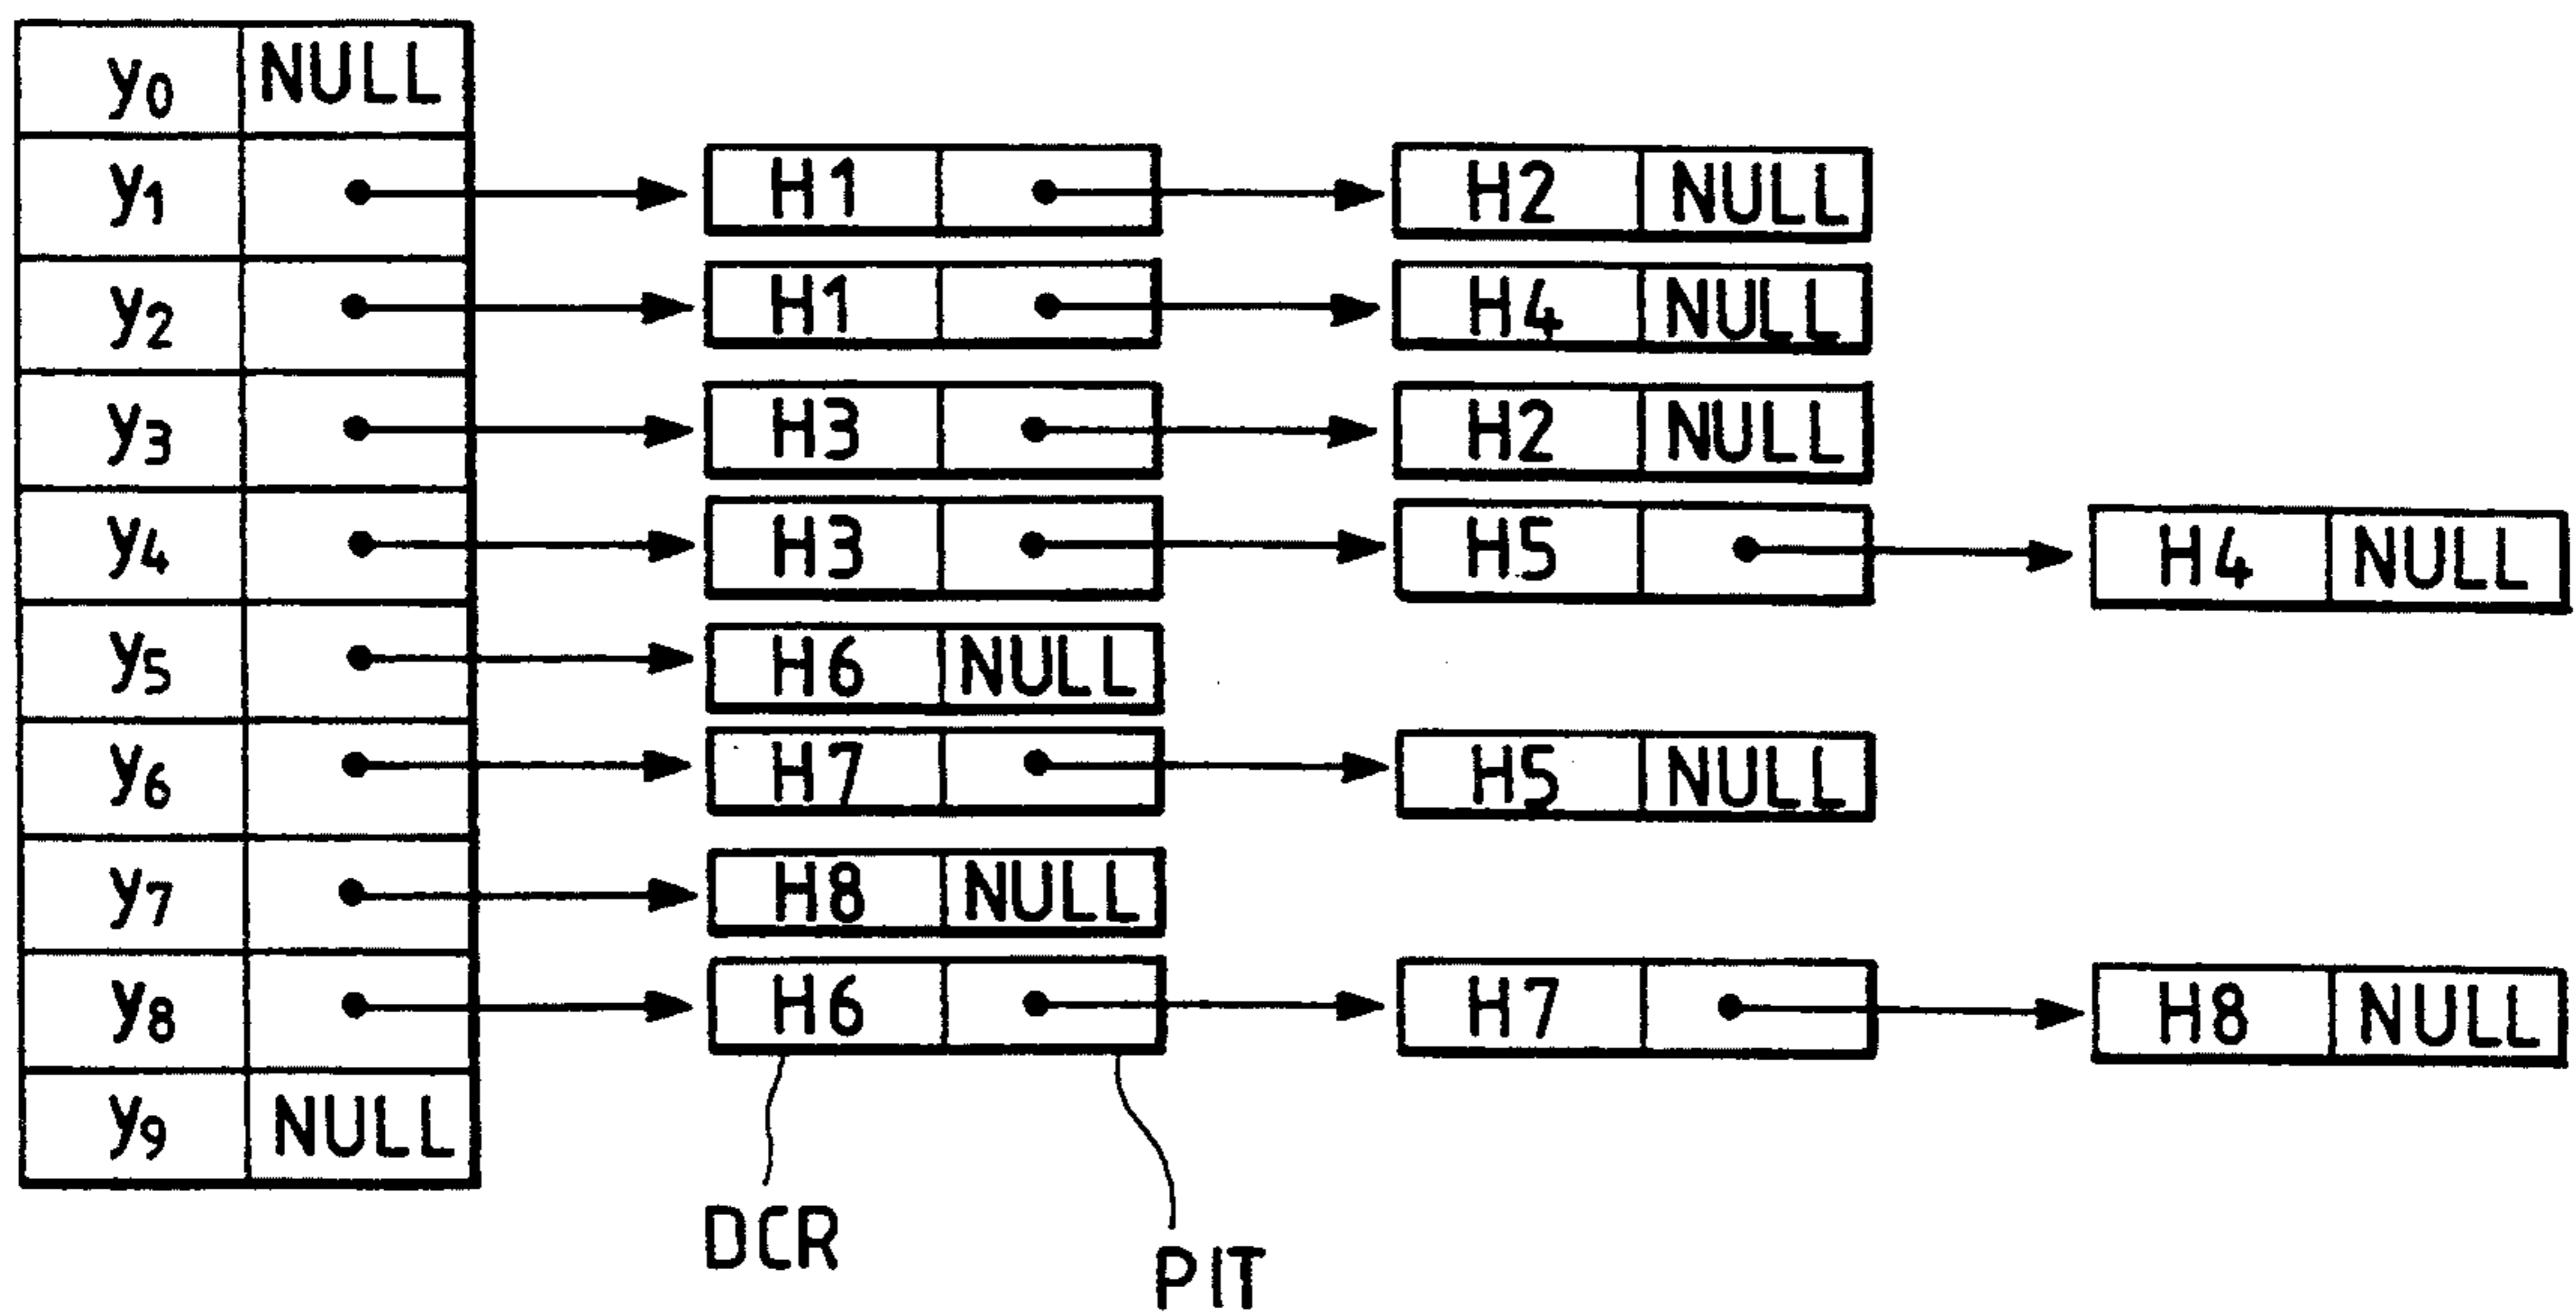 y0 NULL
y1 H1 H2 NULL
y2 H1 H4 NULL
y3 H3 H2 NULL
y4 H3 H5 H4 NULL
y5 H6 NULL
y6 H7 H5 NULL
y7 H8 NULL
y8 H6 H7 H8 NULL
y9 NULL
DCR
PIT